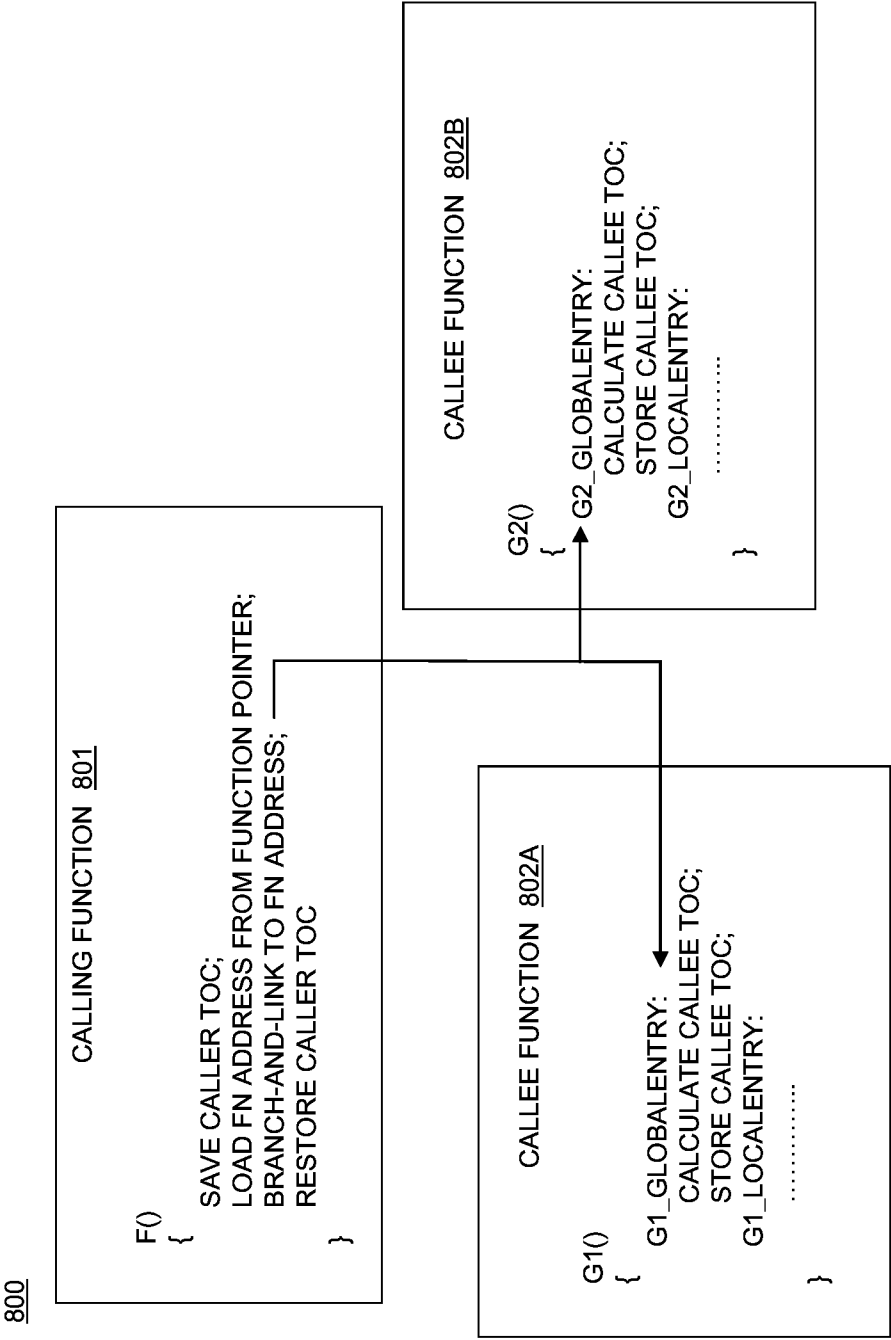 800
CALLING FUNCTION 801
F()
{
SAVE CALLER TOC;
LOAD FN ADDRESS FROM FUNCTION POINTER;
BRANCH-AND-LINK TO FN ADDRESS;
RESTORE CALLER TOC
}
CALLEE FUNCTION 802A
G1()
{
G1_GLOBALENTRY:
CALCULATE CALLEE TOC;
STORE CALLEE TOC;
G1_LOCALENTRY:
..............
}
CALLEE FUNCTION 802B
G2()
{
G2_GLOBALENTRY:
CALCULATE CALLEE TOC;
STORE CALLEE TOC;
G2_LOCALENTRY:
..............
}